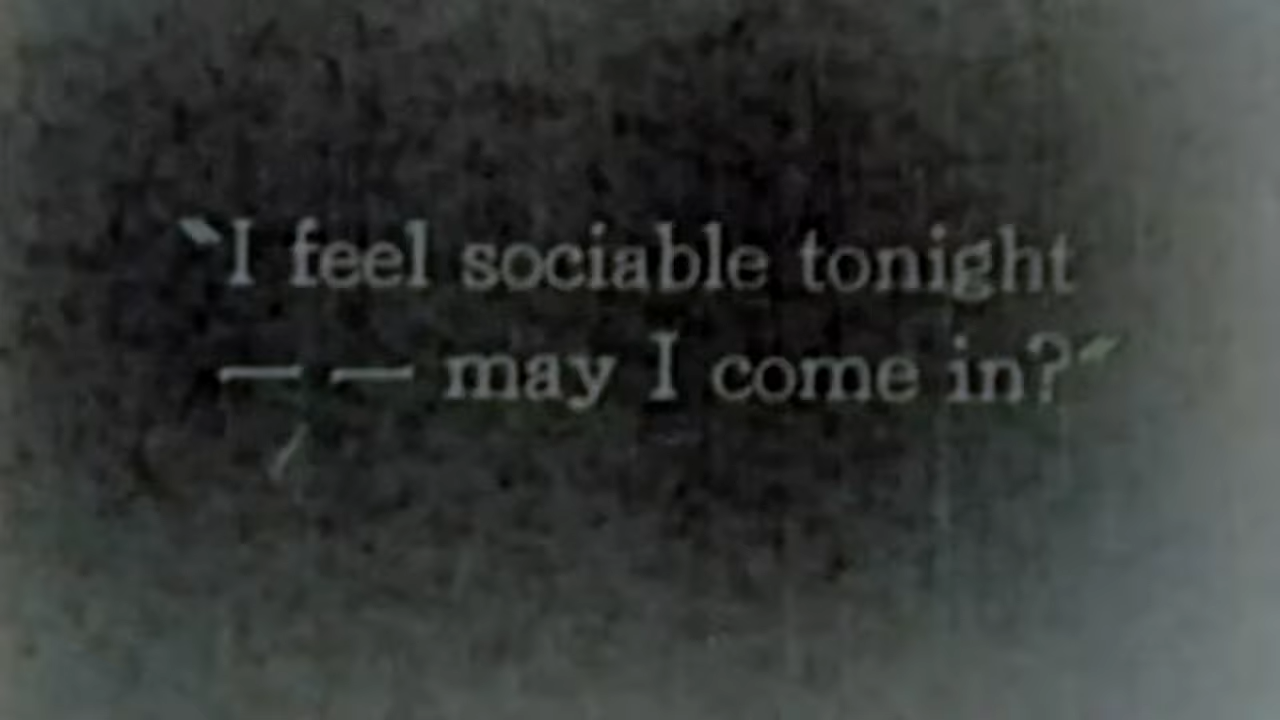 "I feel sociable tonight
— — may I come in?"